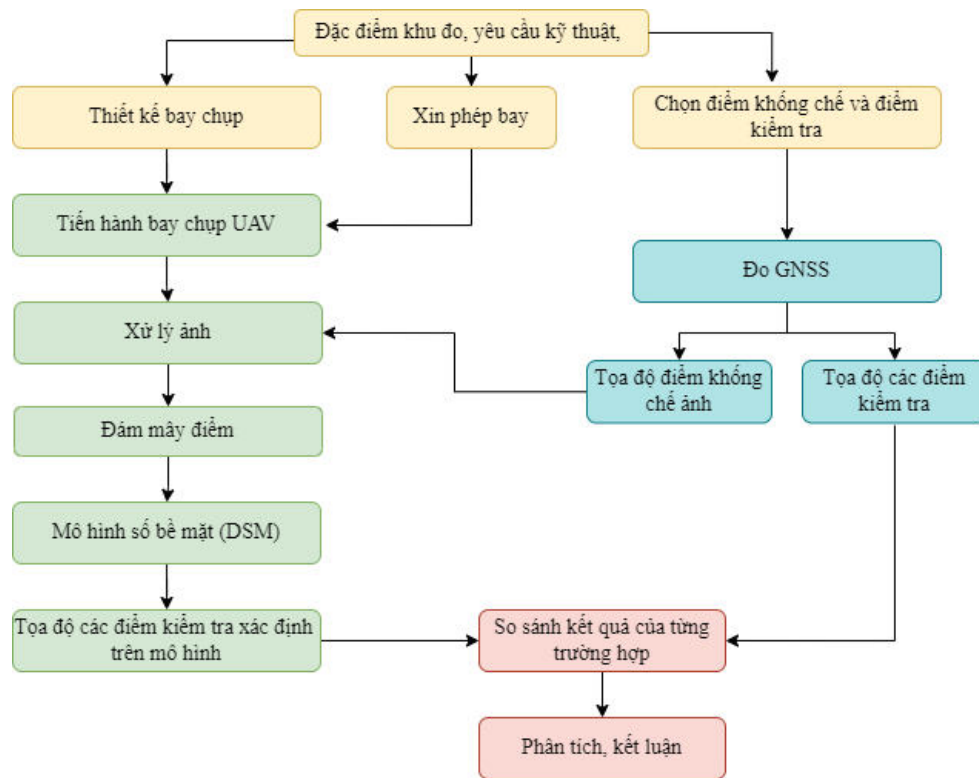 Đặc điểm khu đo, yêu cầu kỹ thuật,
Thiết kế bay chụp
Xin phép bay
Chọn điểm khống chế và điểm
kiểm tra
Tiến hành bay chụp UAV
Đo GNSS
Xử lý ảnh
Tọa độ điểm khống
chế ảnh
Tọa độ các điểm
kiểm tra
Đám mây điểm
Mô hình số bề mặt (DSM)
Tọa độ các điểm kiểm tra xác định
trên mô hình
So sánh kết quả của từng
trường hợp
Phân tích, kết luận